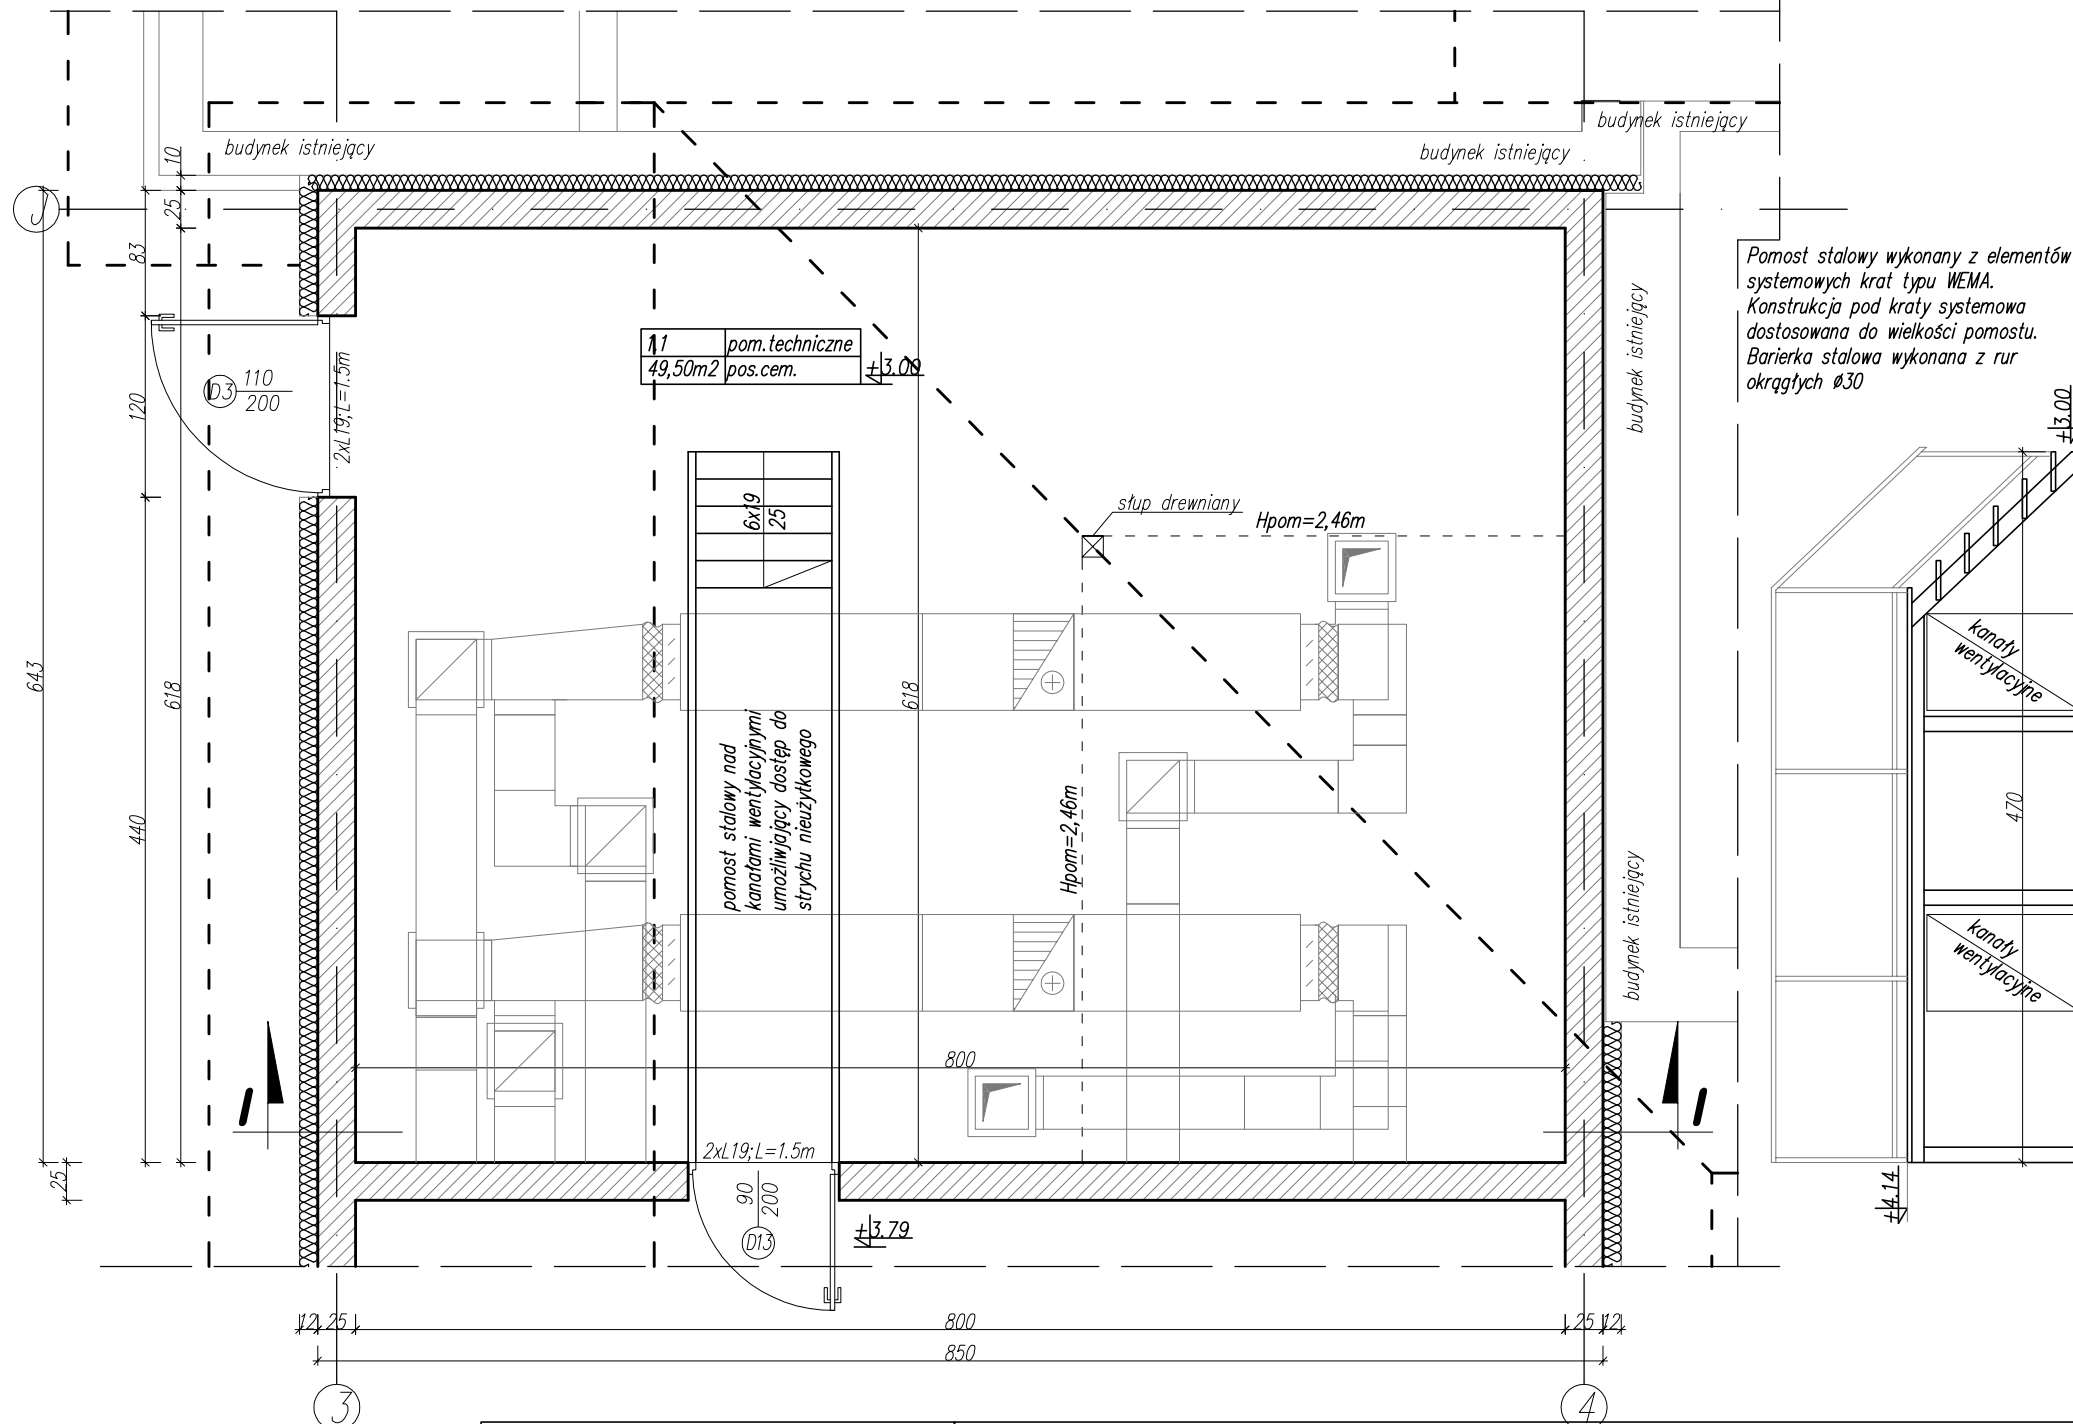 budynek istniejący
budynek istniejący
budynek istniejący
10
J
25
83
Pomost stalowy wykonany z elementów
systemowych krat typu WEMA.
Konstrukcja pod kraty systemowa
dostosowana do wielkości pomostu.
Barierka stalowa wykonana z rur
okrągłych ø30
budynek istniejący
1.1 pom.techniczne
49,50m2 pos.cem.
+3.00
D3 110
200
2xL19;L=1.5m
120
+3.00
6x19
25
słup drewniany
Hpom=2,46m
643
618
618
440
kanały
wentylacyjne
470
pomost stalowy nad
kanałami wentylacyjnymi
umożliwiający dostęp do
strychu nieużytkowego
Hpom=2,46m
budynek istniejący
kanały
wentylacyjne
800
I
I
2xL19;L=1.5m
25
90
200
D13
+3.79
+4.14
12
25
800
25
12
850
3
4